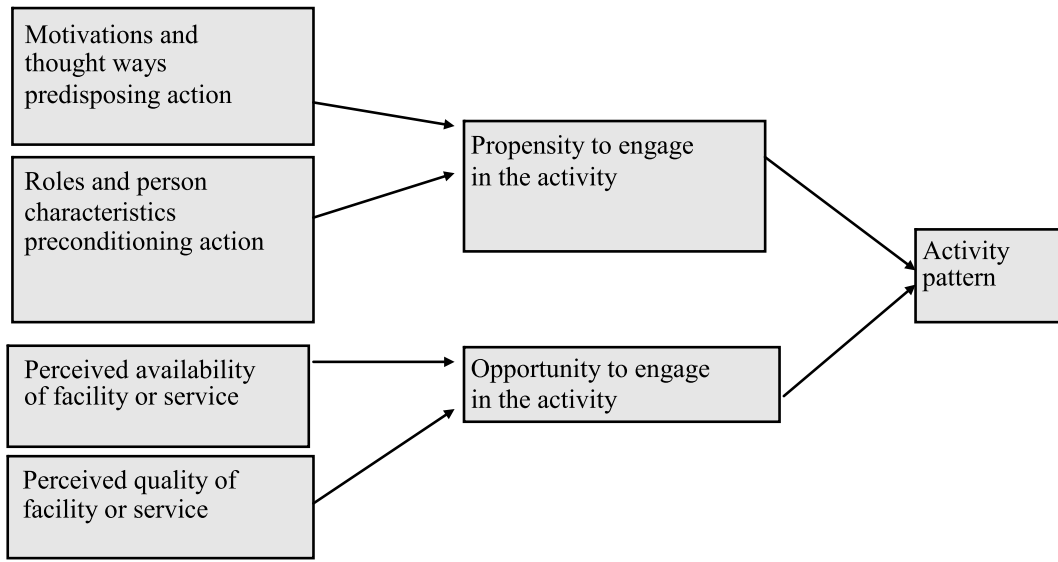 Motivations and
thought ways
predisposing action
Roles and person
characteristics
preconditioning action
Propensity to engage
in the activity
Activity
pattern
Perceived availability
of facility or service
Opportunity to engage
in the activity
Perceived quality of
facility or service